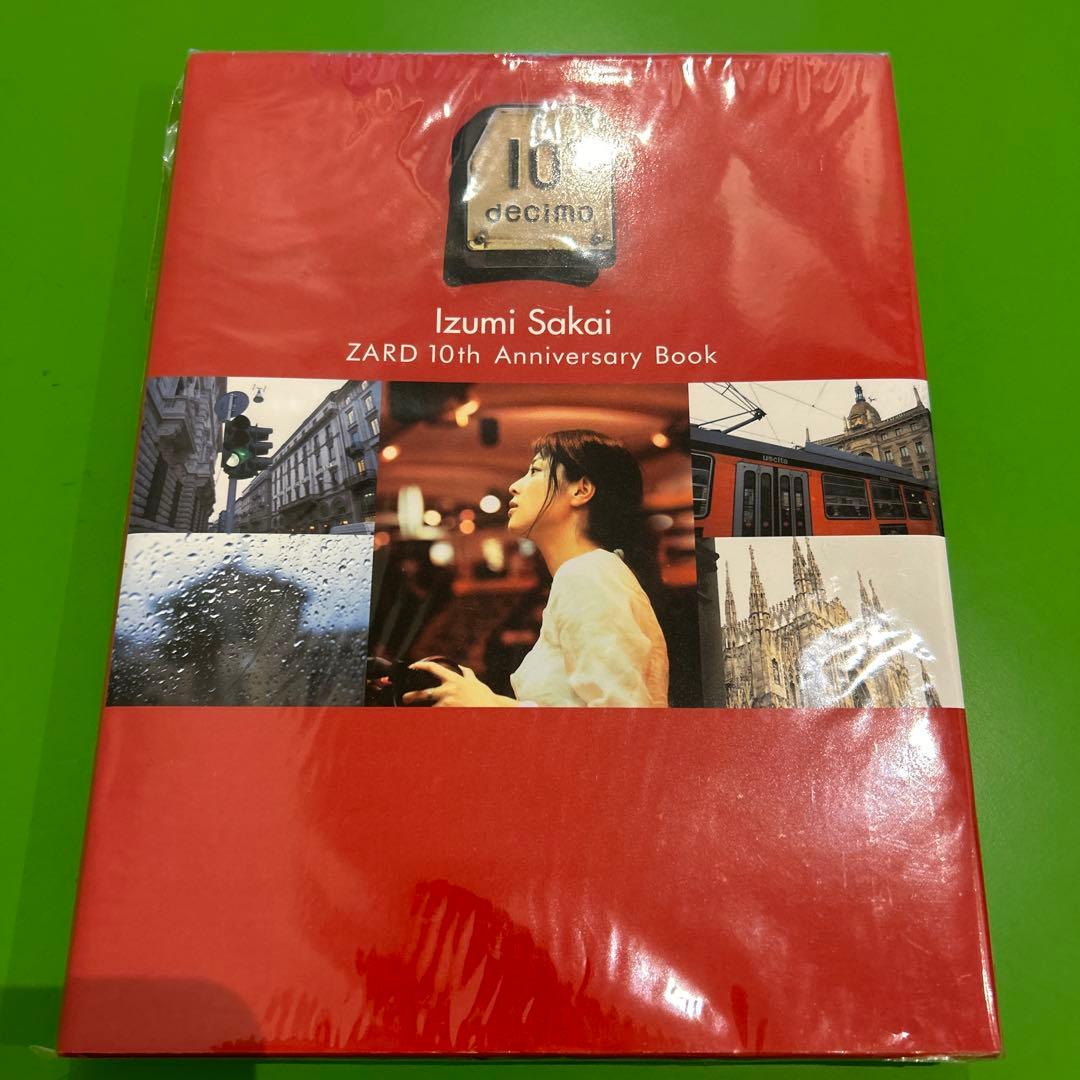 10
decimo
Izumi Sakai
ZARD 10th Anniversary Book
uscita